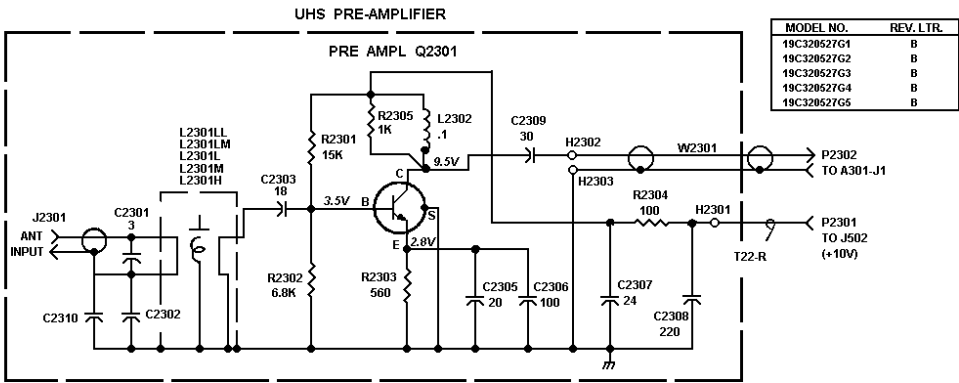 UHS PRE-AMPLIFIER
PRE AMPL Q2301
MODEL NO. REV. LTR.
19C320527G1 B
19C320527G2 B
19C320527G3 B
19C320527G4 B
19C320527G5 B
R2305
1K
L2302
.1
C2309
30
R2301
15K
L2301LL
L2301LM
L2301L
L2301M
L2301H
H2302
W2301
P2302
TO A301-J1
H2303
9.5V
C
C2303
18
3.5V
B
S
E
2.8V
R2304
100
H2301
P2301
TO J502
(+10V)
T22-R
J2301
ANT
INPUT
C2301
3
R2302
6.8K
R2303
560
C2305
20
C2306
100
C2307
24
C2308
220
C2310
C2302